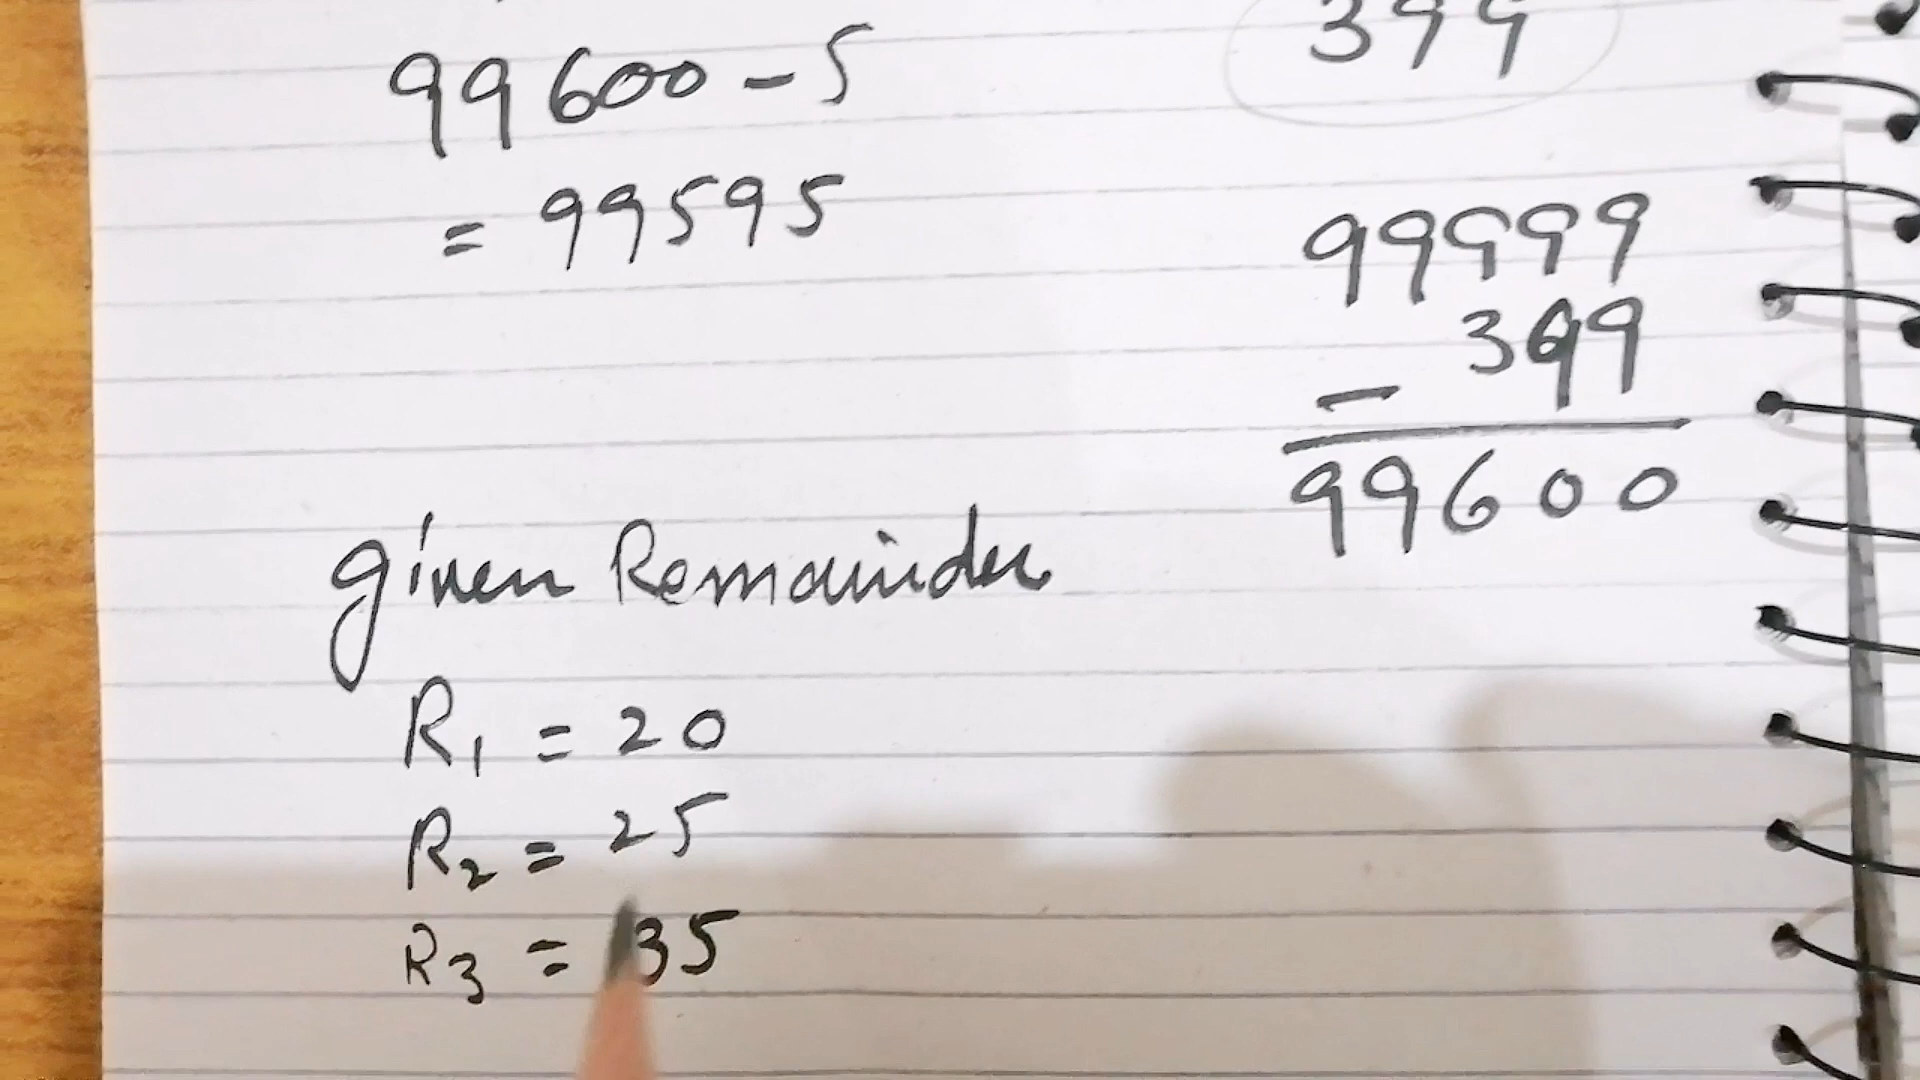 99600 - 5
= 99595
399
99999
- 399
99600
given Remainder
R1 = 20
R2 = 25
R3 = 35